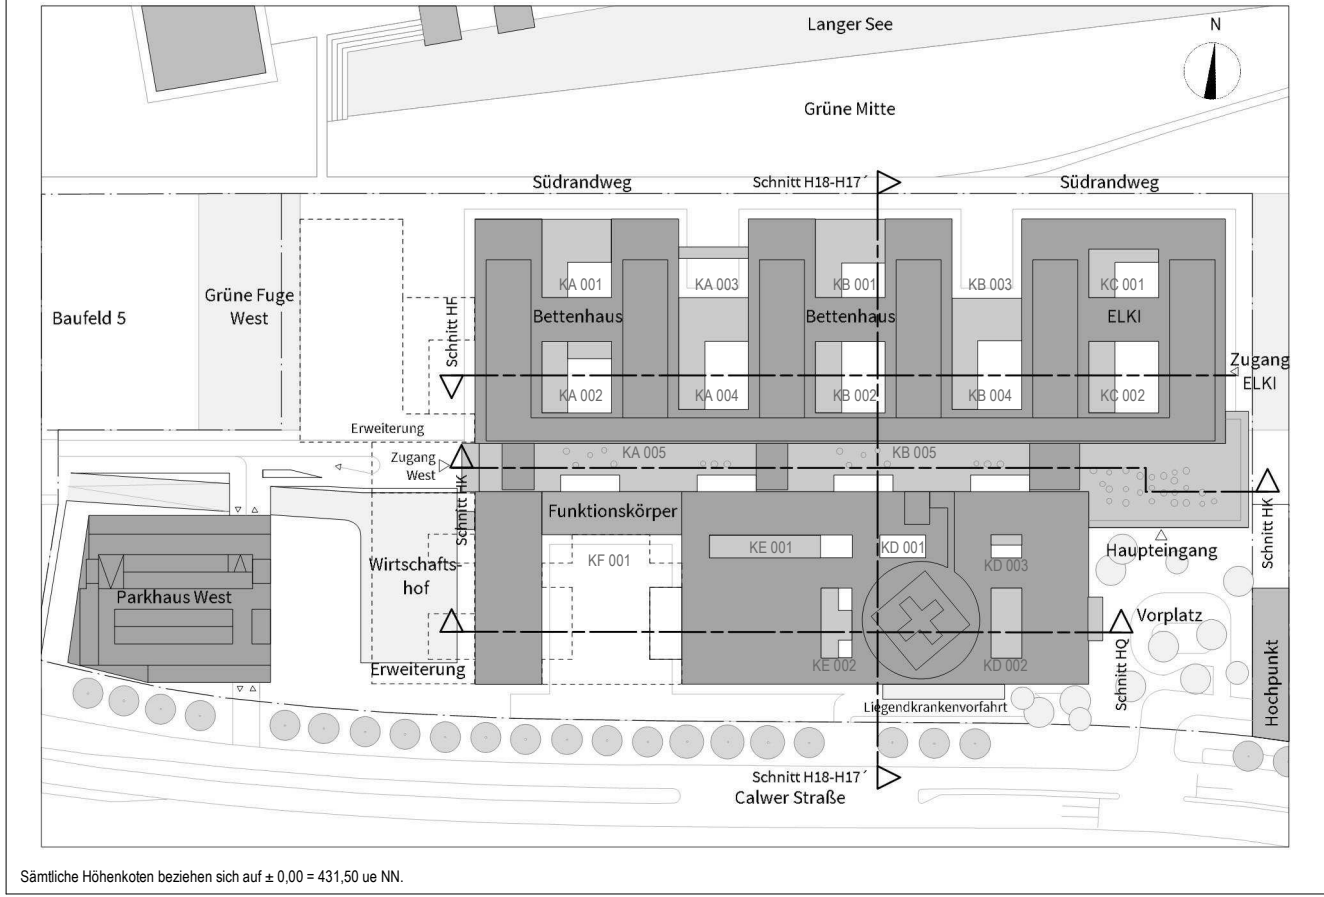 Langer See
N
Grüne Mitte
Südrandweg
Schnitt H18-H17´
Südrandweg
KA 001
KA 003
KB 001
KB 003
KC 001
Grüne Fuge
West
Baufeld 5
Schnitt HF
Bettenhaus
Bettenhaus
ELKI
Zugang
ELKI
KA 002
KA 004
KB 002
KB 004
KC 002
Erweiterung
Zugang
West
KA 005
KB 005
Schnitt HK
Schnitt HK
Funktionskörper
KE 001
KD 001
KD 003
Haupteingang
KF 001
Wirtschafts-
hof
Parkhaus West
Vorplatz
KE 002
KD 002
Erweiterung
Schnitt HQ
Hochpunkt
Liegendkrankenvorfahrt
Schnitt H18-H17´
Calwer Straße
Sämtliche Höhenkoten beziehen sich auf ± 0,00 = 431,50 ue NN.